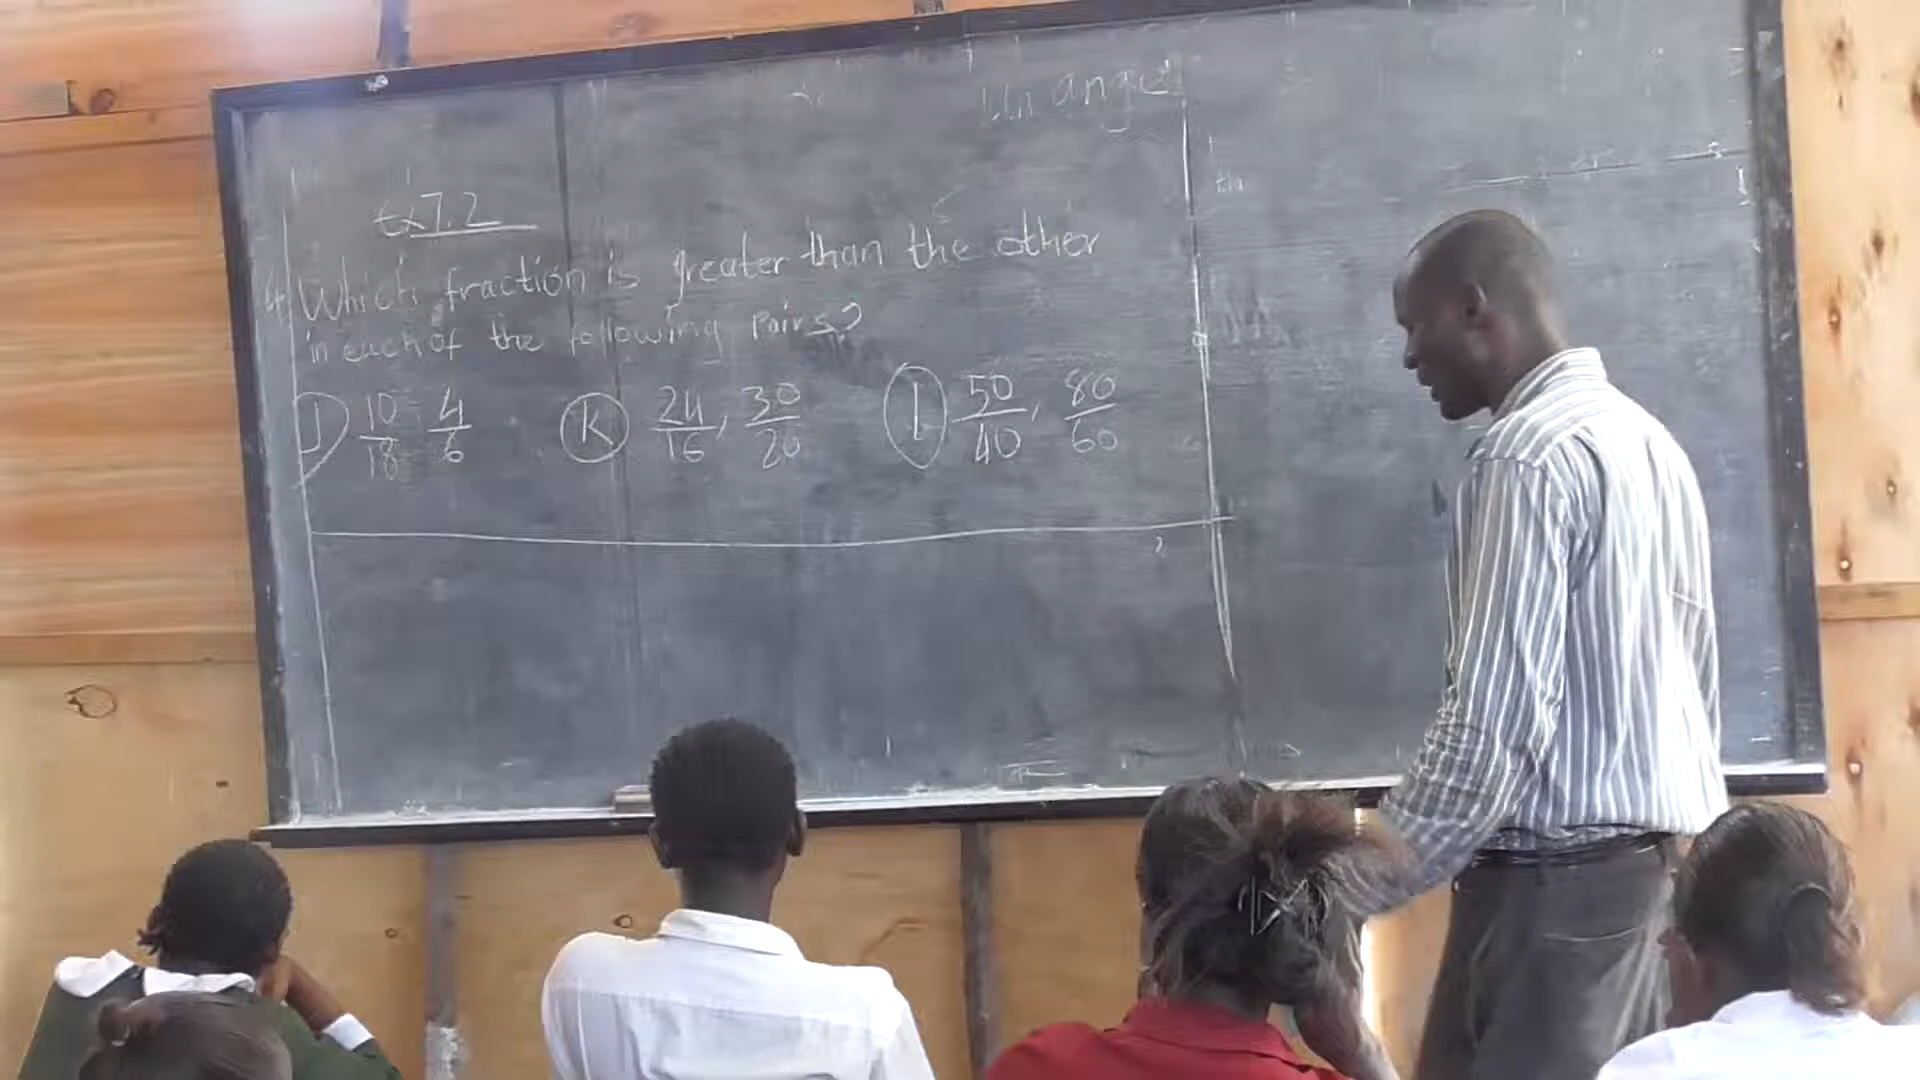 Ex7.2
4 Which fraction is greater than the other
in each of the following pairs?
J 10/18 4/6 K 24/16, 30/20 L 50/40, 80/60